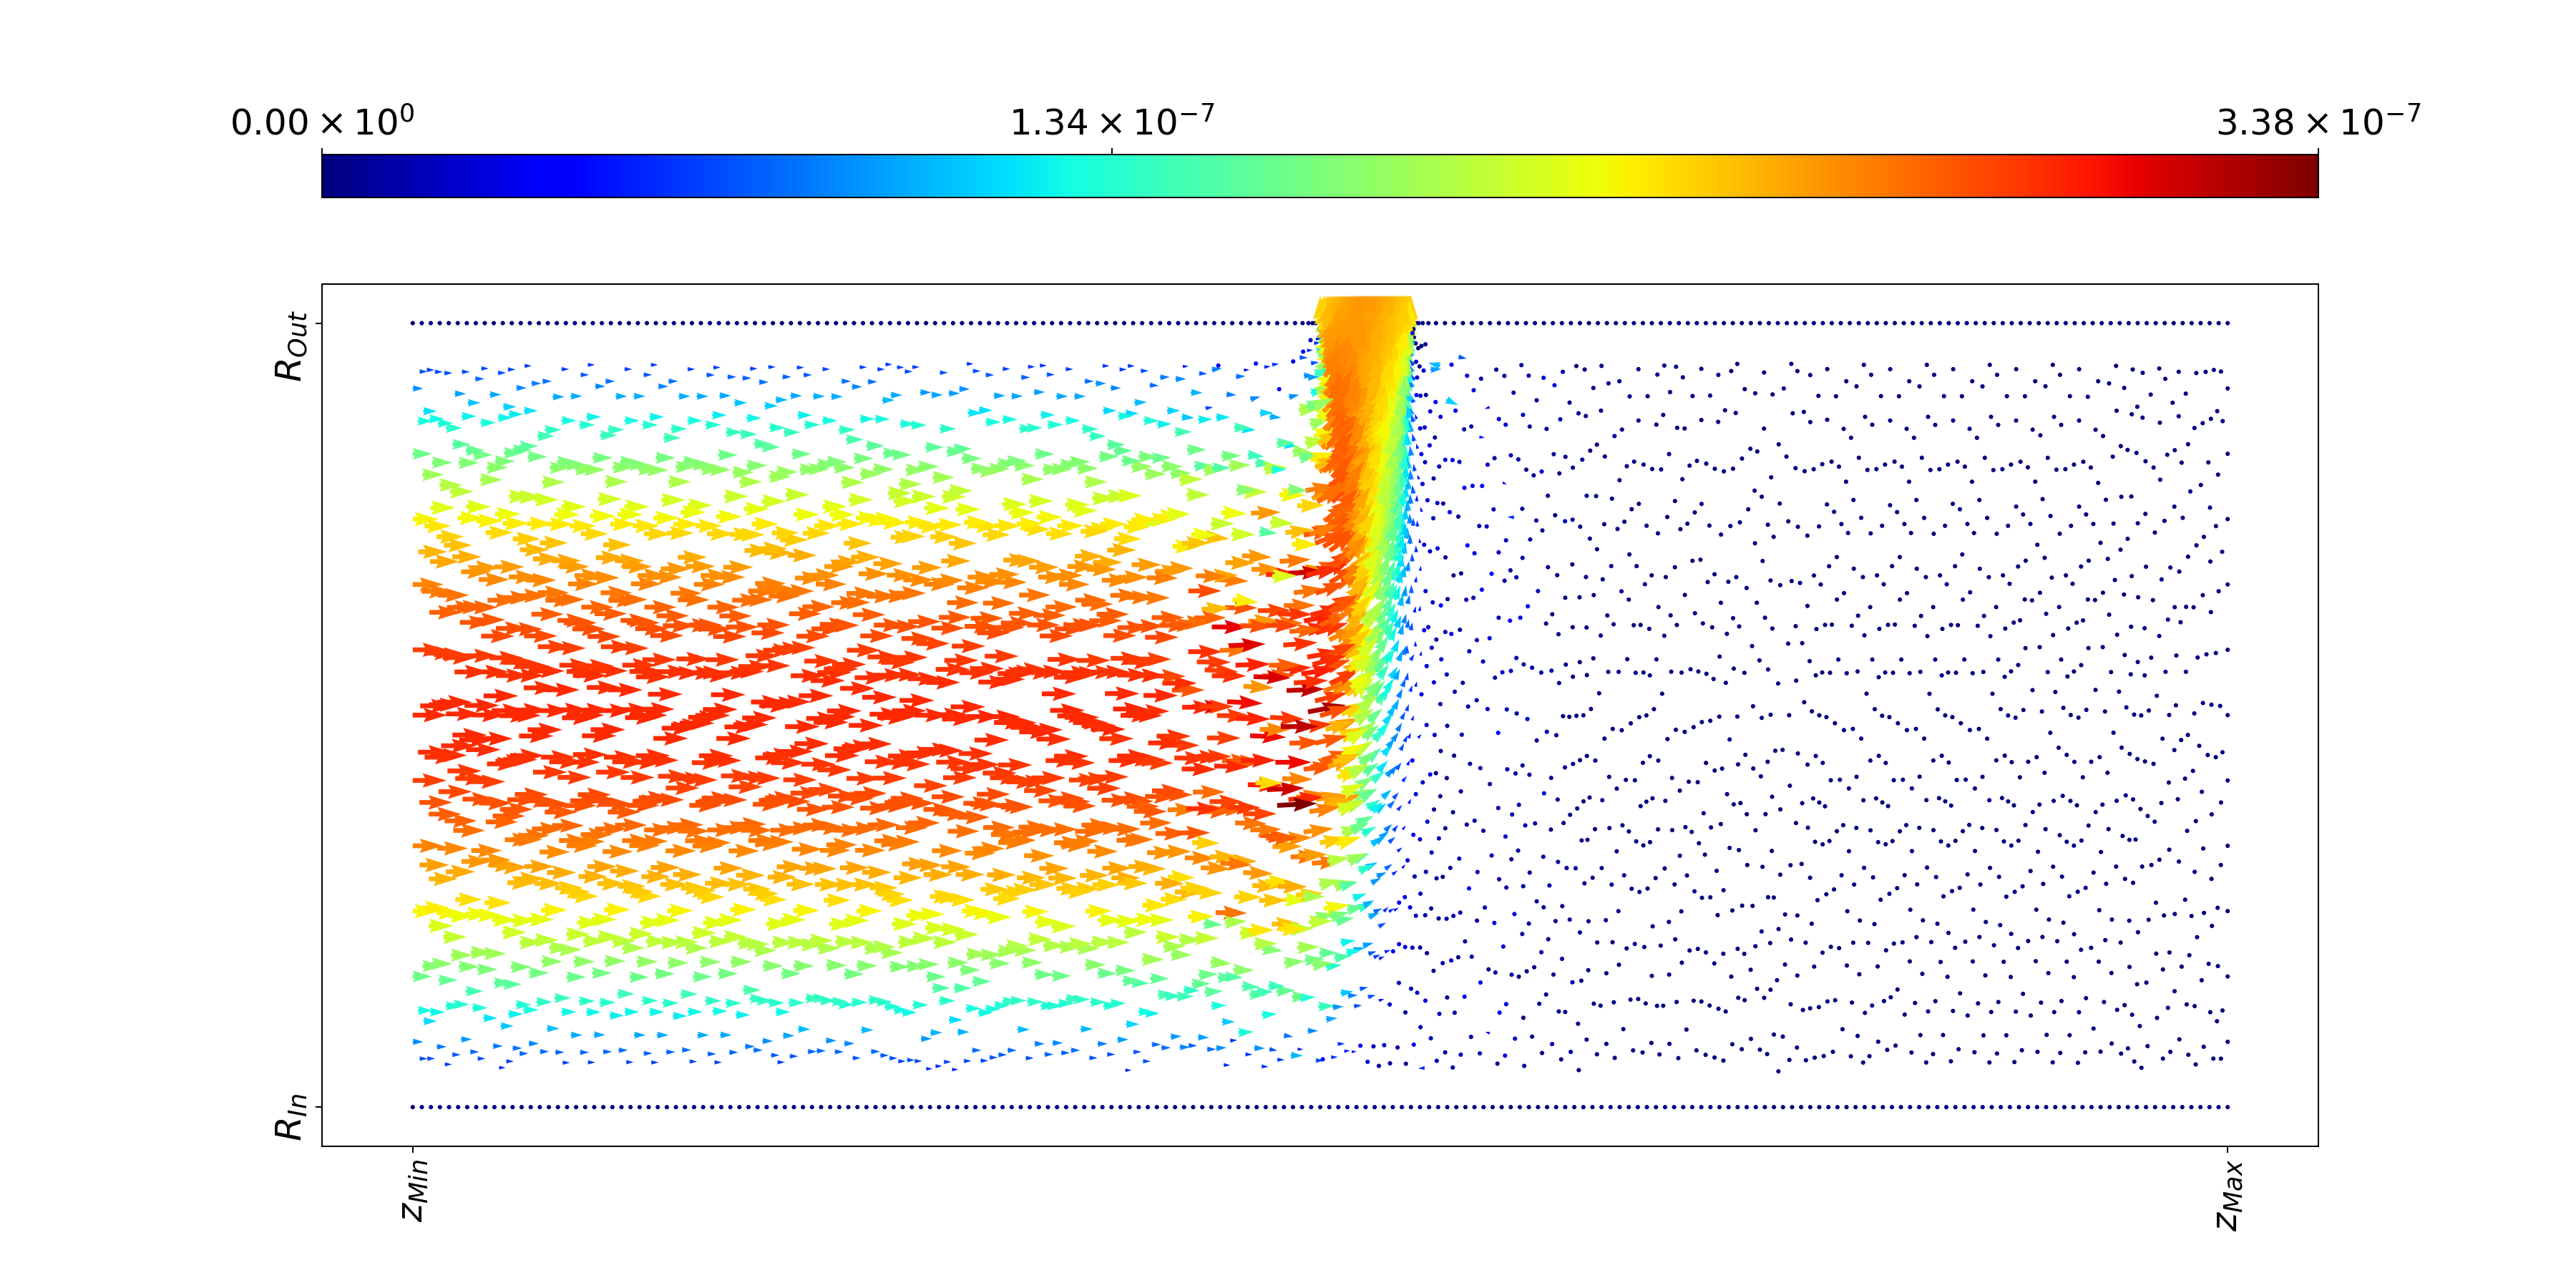 0.00 × 10⁰ 1.34 × 10⁻⁷ 3.38 × 10⁻⁷
R_Out
R_In
z_Min z_Max